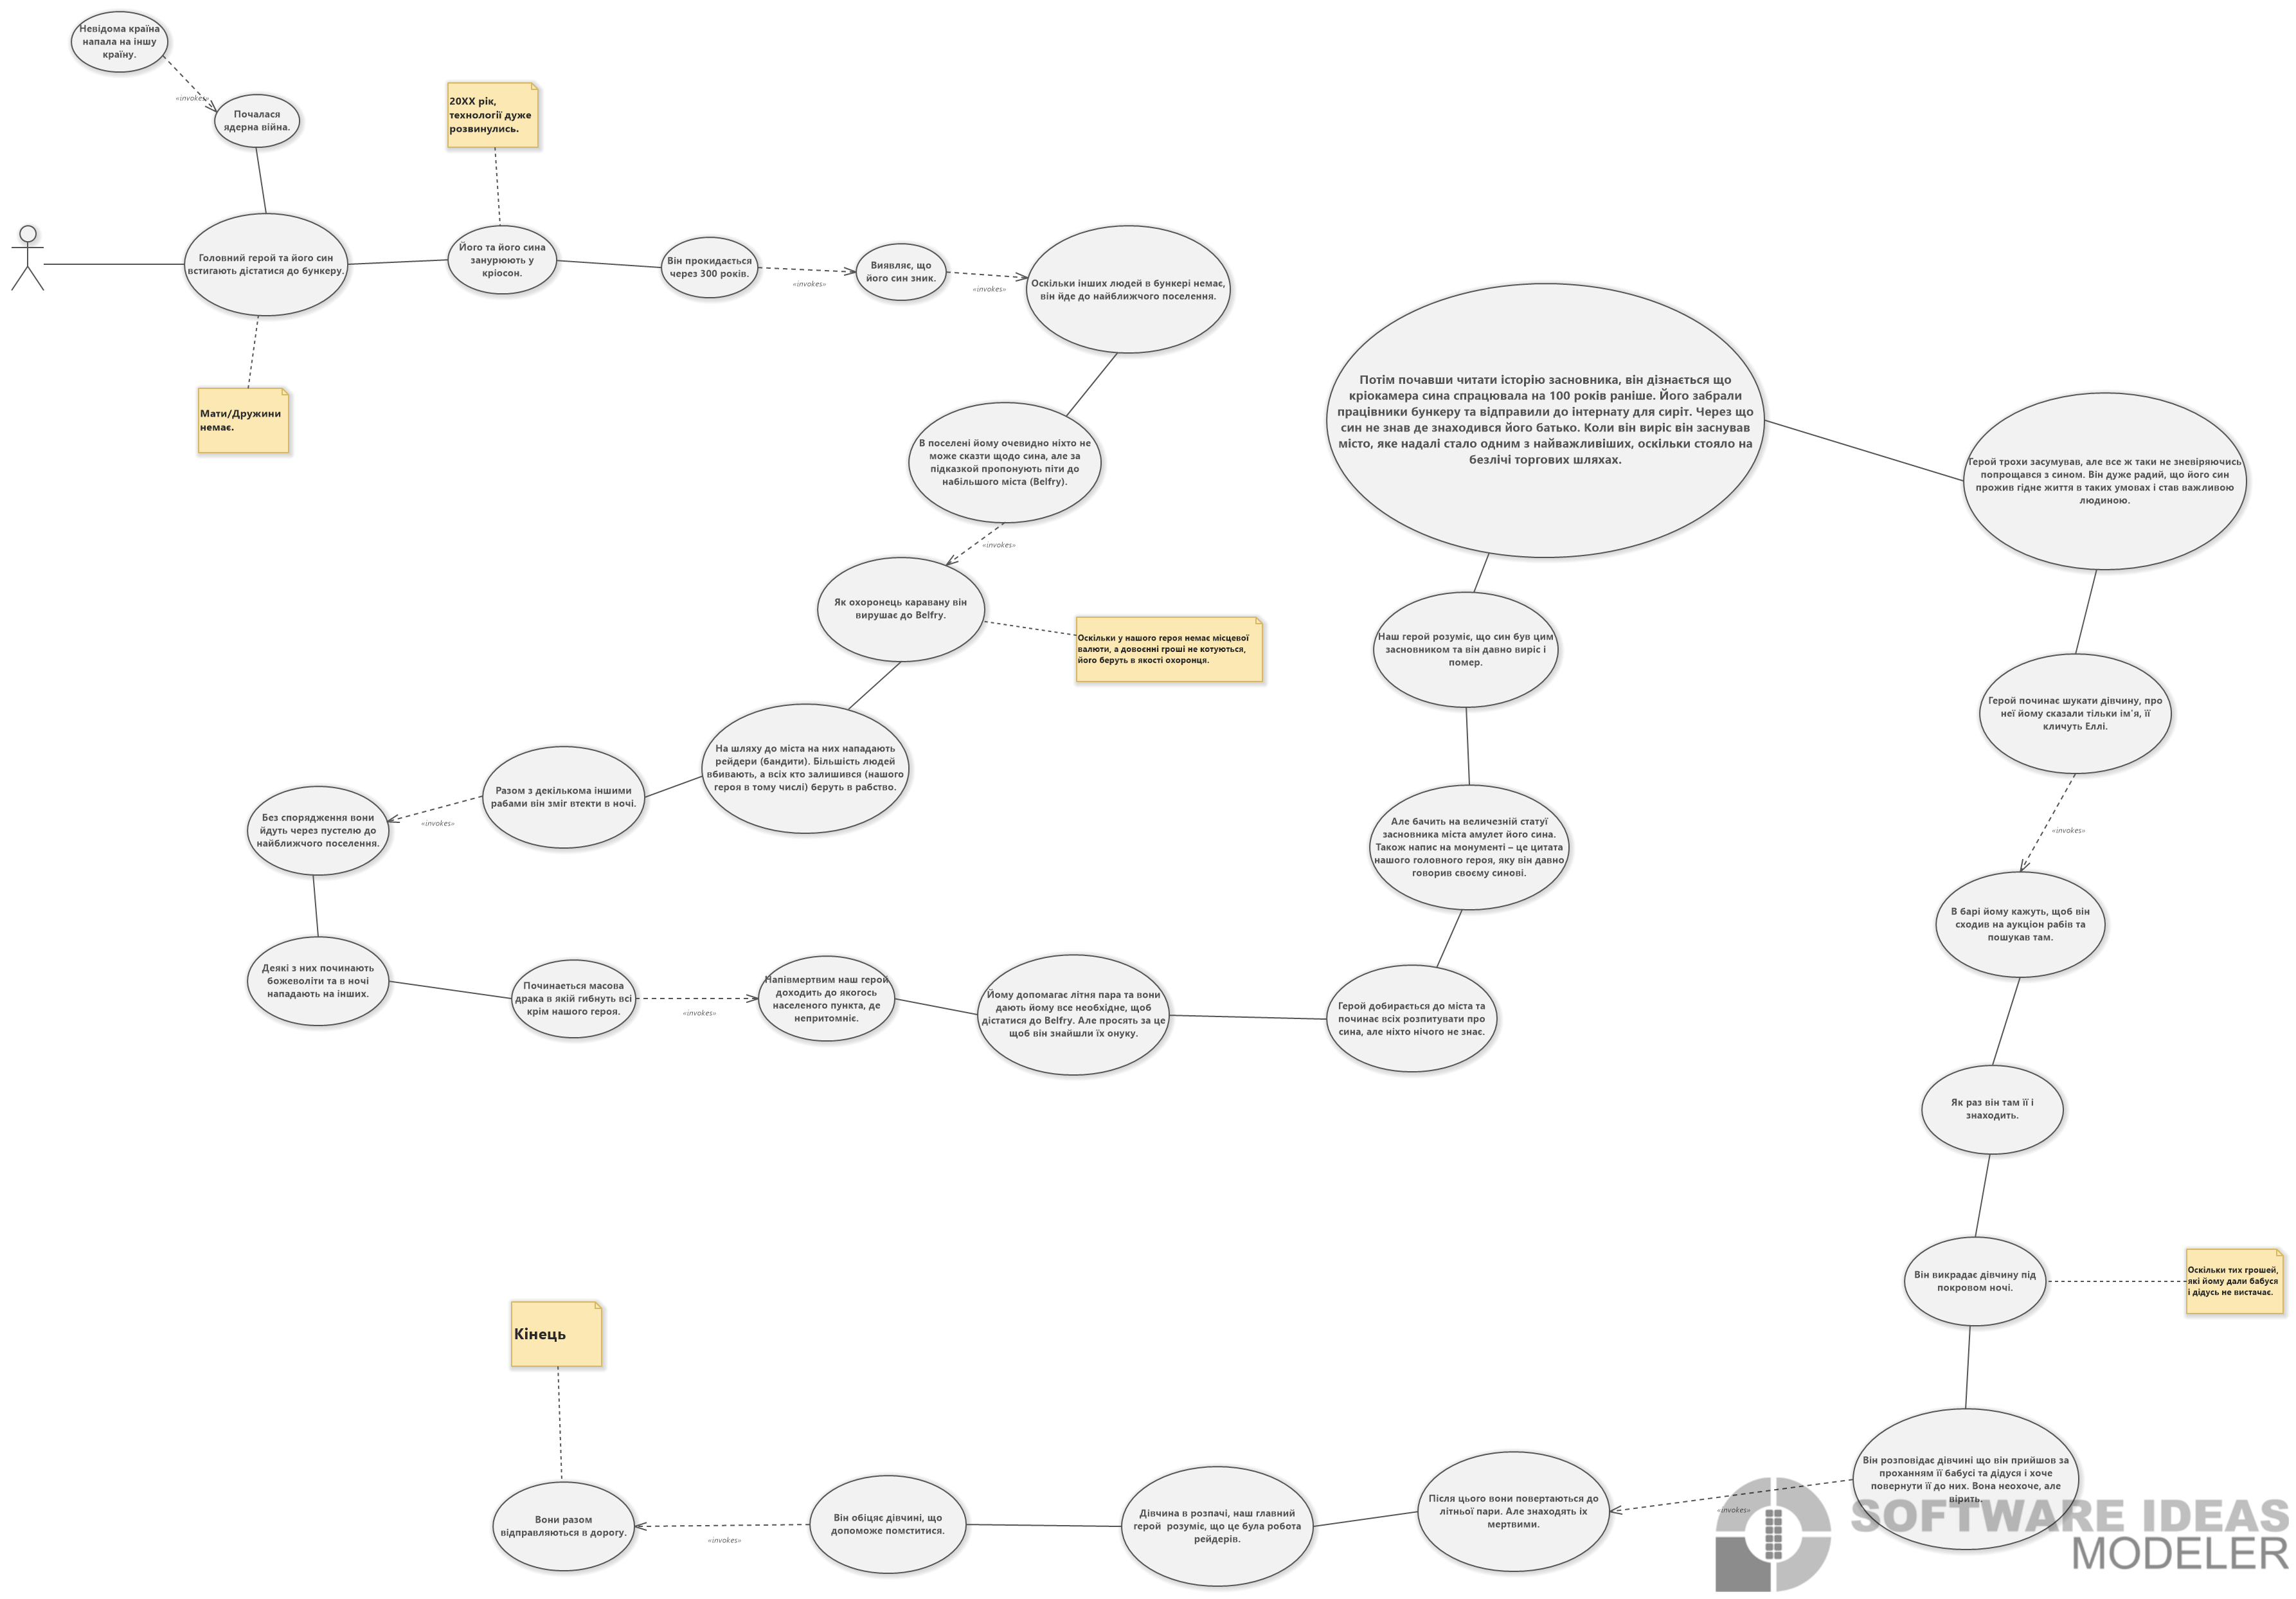 Невідома країна
напала на іншу
країну.
«invokes»
Почалася
ядерна війна.
20XX рік,
технології дуже
розвинулись.
Головний герой та його син
встигають дістатися до бункеру.
Мати/Дружини
немає.
Його та його сина
занурюють у
кріосон.
Він прокидається
через 300 років.
«invokes»
Виявляє, що
його син зник.
«invokes»
Оскільки інших людей в бункері немає,
він йде до найближчого поселення.
В поселені йому очевидно ніхто не
може сказти щодо сина, але за
підказкой пропонують піти до
набільшого міста (Belfry).
«invokes»
Як охоронець каравану він
вирушає до Belfry.
Оскільки у нашого героя немає місцевої
валюти, а довоєнні гроші не котуються,
його беруть в якості охоронця.
На шляху до міста на них нападають
рейдери (бандити). Більшість людей
вбивають, а всіх хто залишився (нашого
героя в тому числі) беруть в рабство.
Разом з декількома іншими
рабами він зміг втекти в ночі.
«invokes»
Без спорядження вони
йдуть через пустелю до
найближчого поселення.
Деякі з них починають
божеволіти та в ночі
нападають на інших.
Починаеться масова
драка в якій гибнуть всі
крім нашого героя.
«invokes»
Напівмертвим наш герой
доходить до якогось
населеного пункта, де
непритомніє.
Йому допомагає літня пара та вони
дають йому все необхідне, щоб
дістатися до Belfry. Але просять за це
щоб він знайшли їх онуку.
Герой добирається до міста та
починає всіх розпитувати про
сина, але ніхто нічого не знає.
Але бачить на величезній статуї
засновника міста амулет його сина.
Також напис на монументі – це цитата
нашого головного героя, яку він давно
говорив своєму синові.
Наш герой розуміє, що син був цим
засновником та він давно виріс і
помер.
Потім почавши читати історію засновника, він дізнається що
кріокамера сина спрацювала на 100 років раніше. Його забрали
працівники бункеру та відправили до інтернату для сиріт. Через що
син не знав де знаходився його батько. Коли він виріс він заснував
місто, яке надалі стало одним з найважливіших, оскільки стояло на
безлічі торгових шляхах.
Герой трохи засумував, але все ж таки не зневіряючись
попрощався з сином. Він дуже радий, що його син
прожив гідне життя в таких умовах і став важливою
людиною.
Герой починає шукати дівчину, про
неї йому сказали тільки ім'я, її
кличуть Еллі.
«invokes»
В барі йому кажуть, щоб він
сходив на аукціон рабів та
пошукав там.
Як раз він там її і
знаходить.
Він викрадає дівчину під
покровом ночі.
Оскільки тих грошей,
які йому дали бабуся
і дідусь не вистачає.
Він розповідає дівчині що він прийшов за
проханням її бабусі та дідуся і хоче
повернути її до них. Вона неохоче, але
вірить.
«invokes»
Після цього вони повертаються до
літньої пари. Але знаходять іх
мертвими.
Дівчина в розпачі, наш главний
герой розуміє, що це була робота
рейдерів.
Він обіцяє дівчині, що
допоможе помститися.
«invokes»
Вони разом
відправляються в дорогу.
Кінець
SOFTWARE IDEAS
MODELER